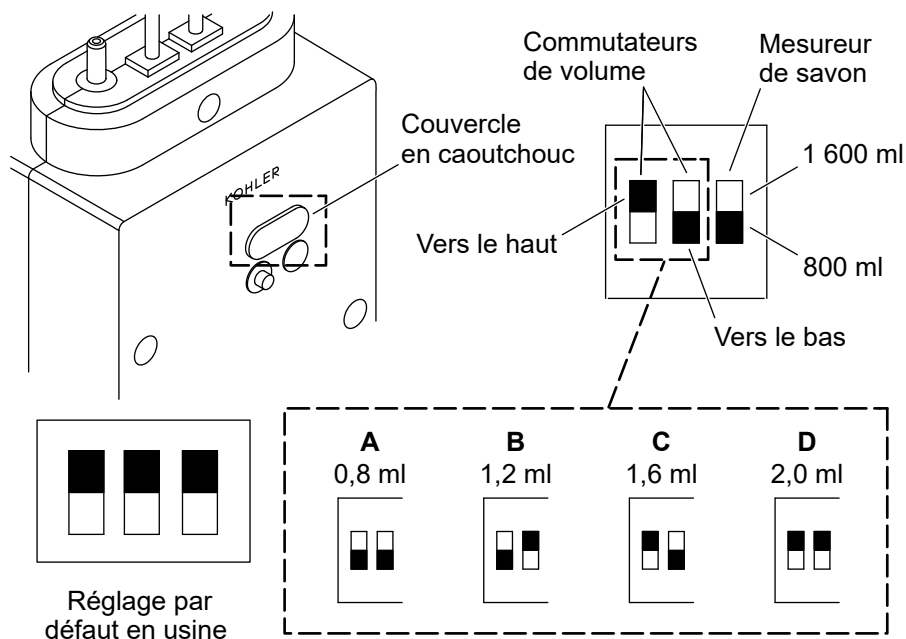 Commutateurs
de volume
Mesureur
de savon
Couvercle
en caoutchouc
KOHLER
1 600 ml
Vers le haut
800 ml
Vers le bas
A
0,8 ml
B
1,2 ml
C
1,6 ml
D
2,0 ml
Réglage par
défaut en usine